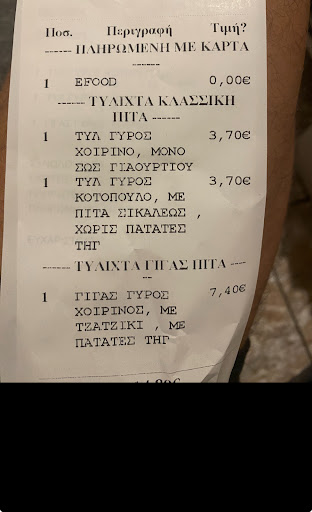 Ποσ. Περιγραφή Τιμή?
------ ΠΛΗΡΩΜΕΝΗ ΜΕ ΚΑΡΤΑ
------
1 EFOOD 0,00€
------ ΤΥΛΙΧΤΑ ΚΛΑΣΣΙΚΗ
ΠΙΤΑ ------
1 ΤΥΛ ΓΥΡΟΣ 3,70€
ΧΟΙΡΙΝΟ, ΜΟΝΟ
ΣΩΣ ΓΙΑΟΥΡΤΙΟΥ
1 ΤΥΛ ΓΥΡΟΣ 3,70€
ΚΟΤΟΠΟΥΛΟ, ΜΕ
ΠΙΤΑ ΣΙΚΑΛΕΩΣ ,
ΧΩΡΙΣ ΠΑΤΑΤΕΣ
ΤΗΓ
------ ΤΥΛΙΧΤΑ ΓΙΓΑΣ ΠΙΤΑ ----
--
1 ΓΙΓΑΣ ΓΥΡΟΣ 7,40€
ΧΟΙΡΙΝΟΣ, ΜΕ
ΤΖΑΤΖΙΚΙ , ΜΕ
ΠΑΤΑΤΕΣ ΤΗΓ